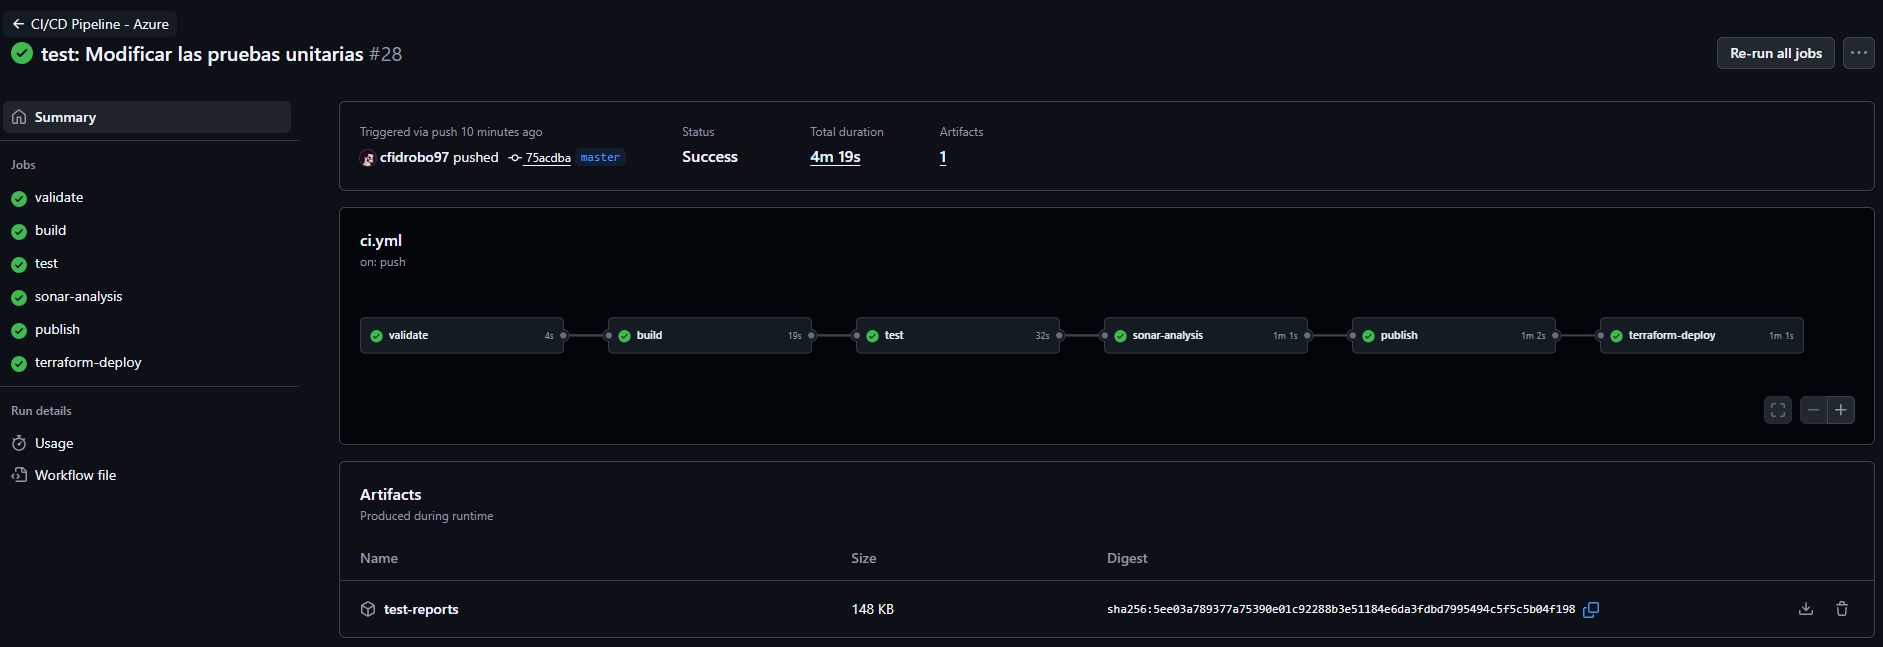 CI/CD Pipeline - Azure
test: Modificar las pruebas unitarias #28
Re-run all jobs
Summary
Jobs
validate
build
test
sonar-analysis
publish
terraform-deploy
Run details
Usage
Workflow file
Triggered via push 10 minutes ago
cfidrobo97 pushed 75acdba master
Status
Success
Total duration
4m 19s
Artifacts
1
ci.yml
on: push
validate 4s
build 19s
test 32s
sonar-analysis 1m 1s
publish 1m 2s
terraform-deploy 1m 1s
Artifacts
Produced during runtime
Name Size Digest
test-reports 148 KB sha256:5ee03a789377a75390e01c92288b3e51184e6da3fdbd7995494c5f5c5b04f198